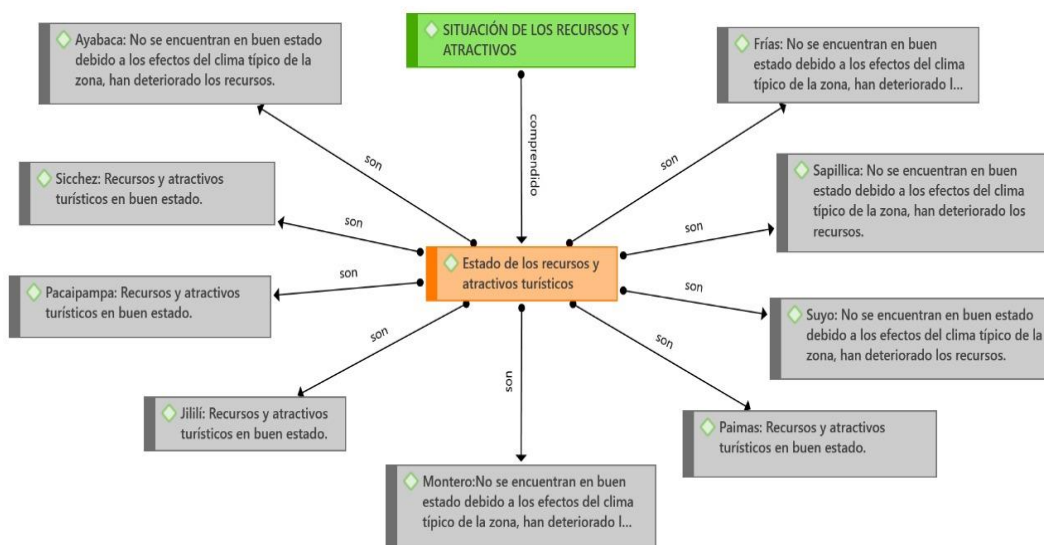 SITUACIÓN DE LOS RECURSOS Y
ATRACTIVOS
Ayabaca: No se encuentran en buen estado
debido a los efectos del clima típico de la
zona, han deteriorado los recursos.
Frías: No se encuentran en buen
estado debido a los efectos del clima
típico de la zona, han deteriorado l...
comprendido
son
son
Sicchez: Recursos y atractivos
turísticos en buen estado.
Sapillica: No se encuentran en buen
estado debido a los efectos del clima
típico de la zona, han deteriorado los
recursos.
son
son
Estado de los recursos y
atractivos turísticos
Pacaipampa: Recursos y atractivos
turísticos en buen estado.
son
son
Suyo: No se encuentran en buen estado
debido a los efectos del clima típico de la
zona, han deteriorado los recursos.
son
son
son
Jililí: Recursos y atractivos
turísticos en buen estado.
Paimas: Recursos y atractivos
turísticos en buen estado.
Montero:No se encuentran en buen
estado debido a los efectos del clima
típico de la zona, han deteriorado l...